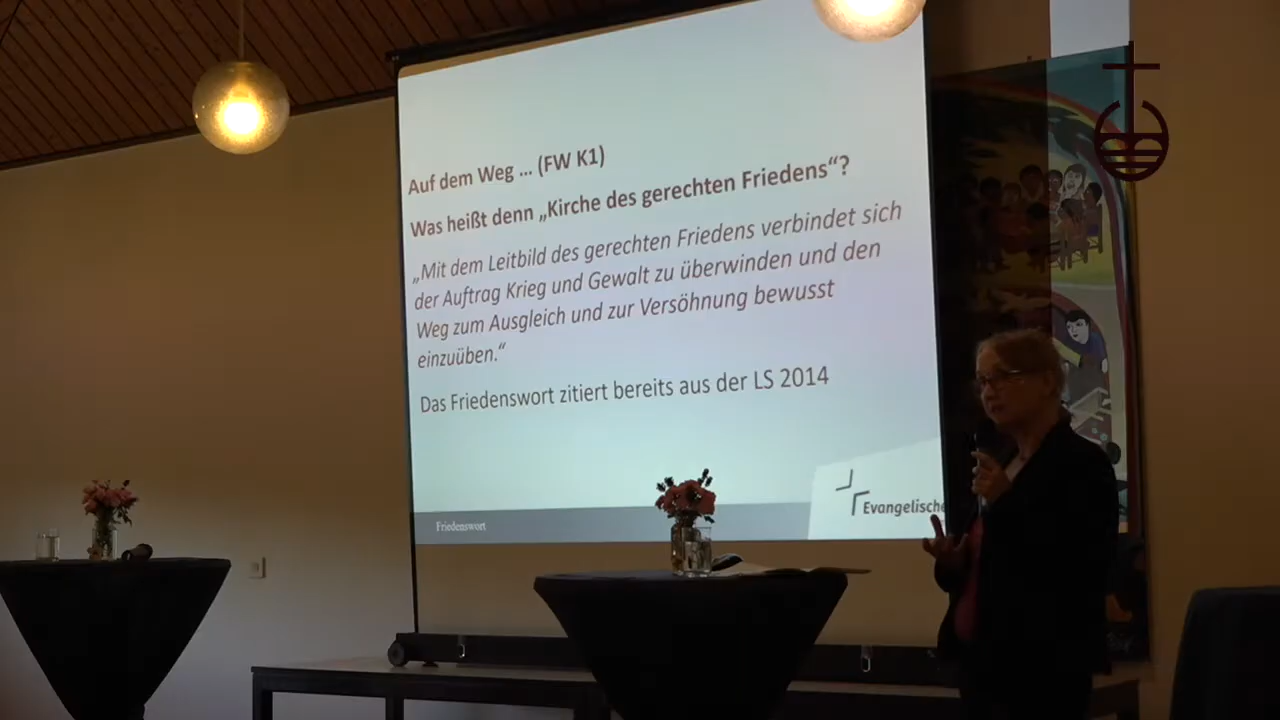 Auf dem Weg ... (FW K1)
Was heißt denn „Kirche des gerechten Friedens“?
„Mit dem Leitbild des gerechten Friedens verbindet sich
der Auftrag Krieg und Gewalt zu überwinden und den
Weg zum Ausgleich und zur Versöhnung bewusst
einzuüben.“
Das Friedenswort zitiert bereits aus der LS 2014
Evangelische
Friedenswort